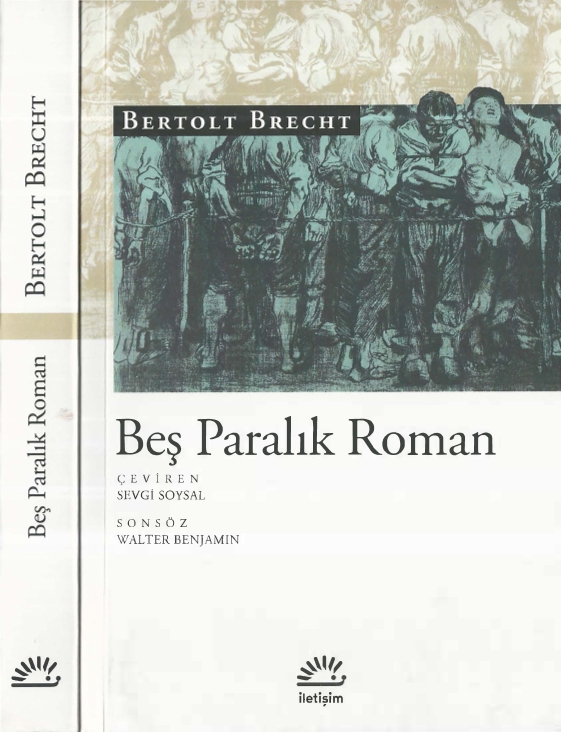 BERTOLT BRECHT
Beş Paralık Roman
BERTOLT BRECHT
Beş Paralık Roman
ÇEVİREN
SEVGİ SOYSAL
SONSÖZ
WALTER BENJAMIN
iletişim